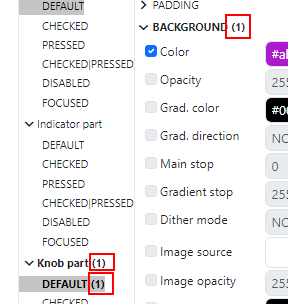 DEFAULT
CHECKED
PRESSED
CHECKED|PRESSED
DISABLED
FOCUSED
Indicator part
DEFAULT
CHECKED
PRESSED
CHECKED|PRESSED
DISABLED
FOCUSED
Knob part (1)
DEFAULT (1)
CHECKED
PADDING
BACKGROUND (1)
Color #a
Opacity 255
Grad. color #00
Grad. direction NO
Main stop 0
Gradient stop 255
Dither mode NO
Image source
Image opacity 255